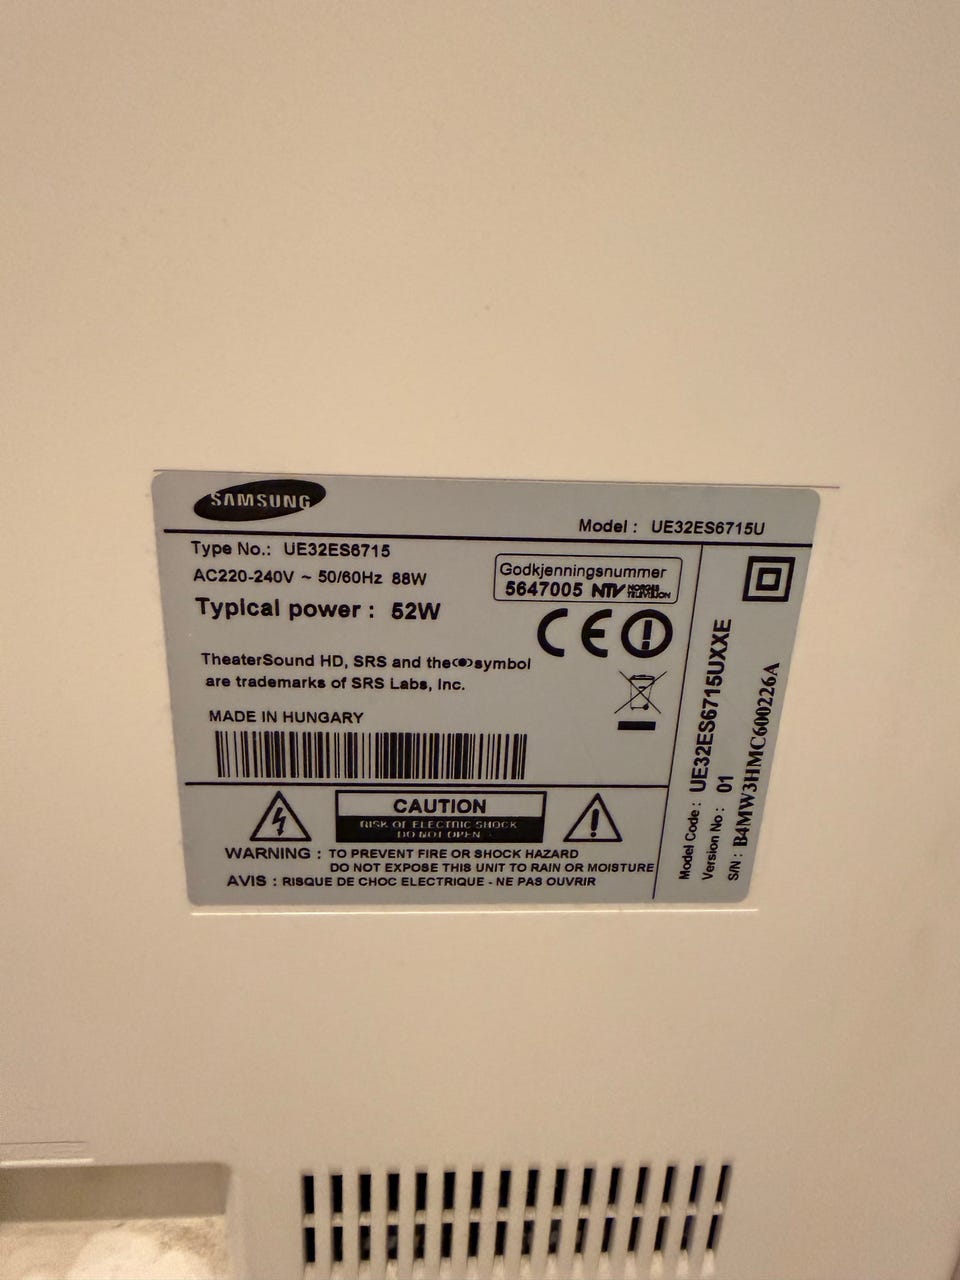 SAMSUNG
Model : UE32ES6715U
Type No.: UE32ES6715
AC220-240V ~ 50/60Hz 88W
Typical power : 52W
Godkjenningsnummer
5647005 NTV NORGES TELEVISION
CE
TheaterSound HD, SRS and the symbol
are trademarks of SRS Labs, Inc.
MADE IN HUNGARY
CAUTION
RISK OF ELECTRIC SHOCK
DO NOT OPEN
WARNING : TO PREVENT FIRE OR SHOCK HAZARD
DO NOT EXPOSE THIS UNIT TO RAIN OR MOISTURE
AVIS : RISQUE DE CHOC ELECTRIQUE - NE PAS OUVRIR
Model Code : UE32ES6715UXXE
Version No : 01
S/N : B4MW3HMC600226A